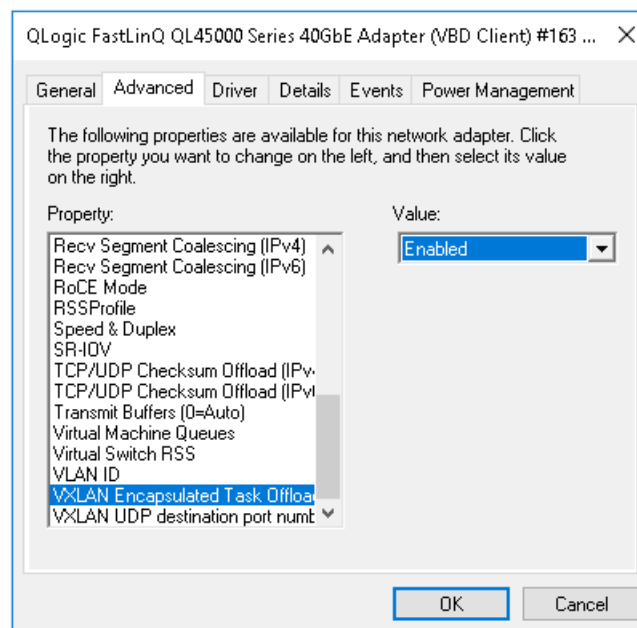 QLogic FastLinQ QL45000 Series 40GbE Adapter (VBD Client) #163 ...
General Advanced Driver Details Events Power Management
The following properties are available for this network adapter. Click
the property you want to change on the left, and then select its value
on the right.
Property:
Value:
Recv Segment Coalescing (IPv4)
Recv Segment Coalescing (IPv6)
RoCE Mode
RSSProfile
Speed & Duplex
SR-IOV
TCP/UDP Checksum Offload (IPv
TCP/UDP Checksum Offload (IPv
Transmit Buffers (0=Auto)
Virtual Machine Queues
Virtual Switch RSS
VLAN ID
VXLAN Encapsulated Task Offloa
VXLAN UDP destination port numb
Enabled
OK Cancel